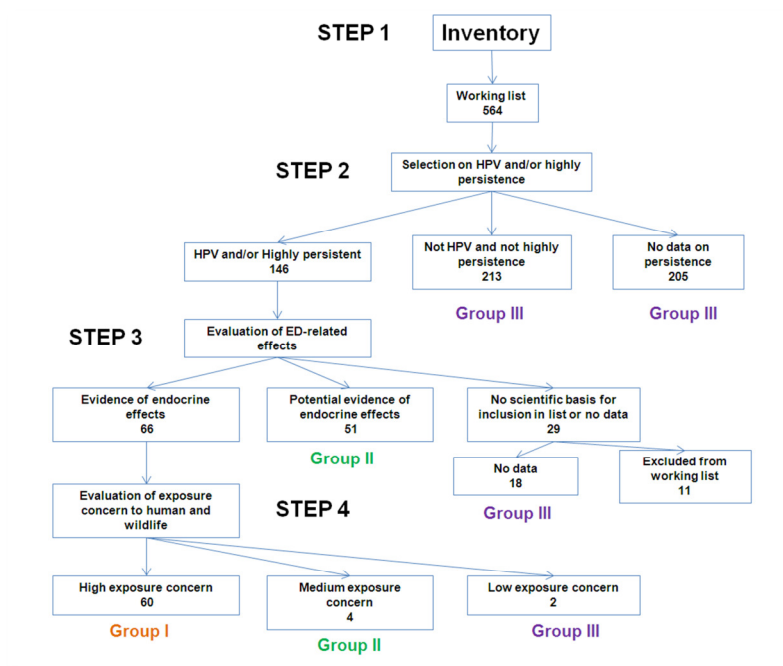 STEP 1
Inventory
Working list
564
STEP 2
Selection on HPV and/or highly
persistence
HPV and/or Highly persistent
146
Not HPV and not highly
persistence
213
No data on
persistence
205
Group III
Group III
STEP 3
Evaluation of ED-related
effects
Evidence of endocrine
effects
66
Potential evidence of
endocrine effects
51
No scientific basis for
inclusion in list or no data
29
Group II
No data
18
Excluded from
working list
11
Group III
Evaluation of exposure
concern to human and
wildlife
STEP 4
High exposure concern
60
Medium exposure
concern
4
Low exposure concern
2
Group I
Group II
Group III